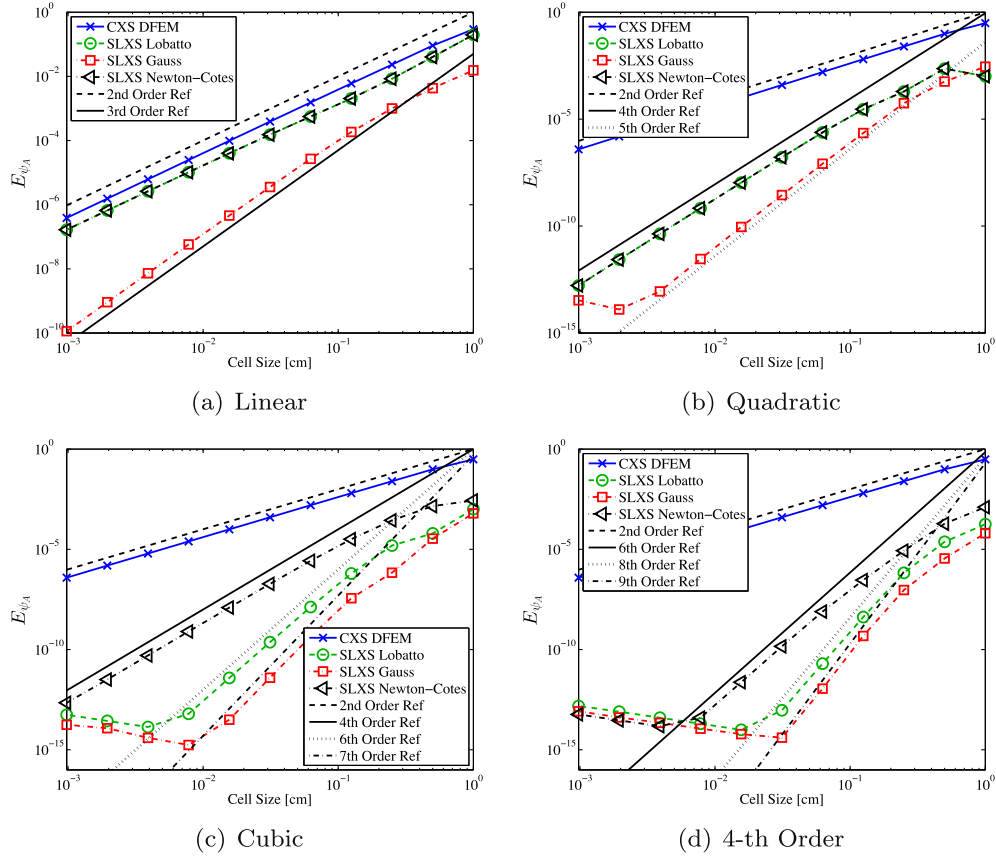 CXS DFEM
SLXS Lobatto
SLXS Gauss
SLXS Newton−Cotes
2nd Order Ref
3rd Order Ref
10^0
10^−2
10^−4
10^−6
10^−8
10^−10
E_ψ_A
10^−3
10^−2
10^−1
10^0
Cell Size [cm]
(a) Linear
CXS DFEM
SLXS Lobatto
SLXS Gauss
SLXS Newton−Cotes
2nd Order Ref
4th Order Ref
5th Order Ref
10^0
10^−5
10^−10
10^−15
E_ψ_A
10^−3
10^−2
10^−1
10^0
Cell Size [cm]
(b) Quadratic
10^0
10^−5
10^−10
10^−15
E_ψ_A
CXS DFEM
SLXS Lobatto
SLXS Gauss
SLXS Newton−Cotes
2nd Order Ref
4th Order Ref
6th Order Ref
7th Order Ref
10^−3
10^−2
10^−1
10^0
Cell Size [cm]
(c) Cubic
CXS DFEM
SLXS Lobatto
SLXS Gauss
SLXS Newton−Cotes
2nd Order Ref
6th Order Ref
8th Order Ref
9th Order Ref
10^0
10^−5
10^−10
10^−15
E_ψ_A
10^−3
10^−2
10^−1
10^0
Cell Size [cm]
(d) 4-th Order